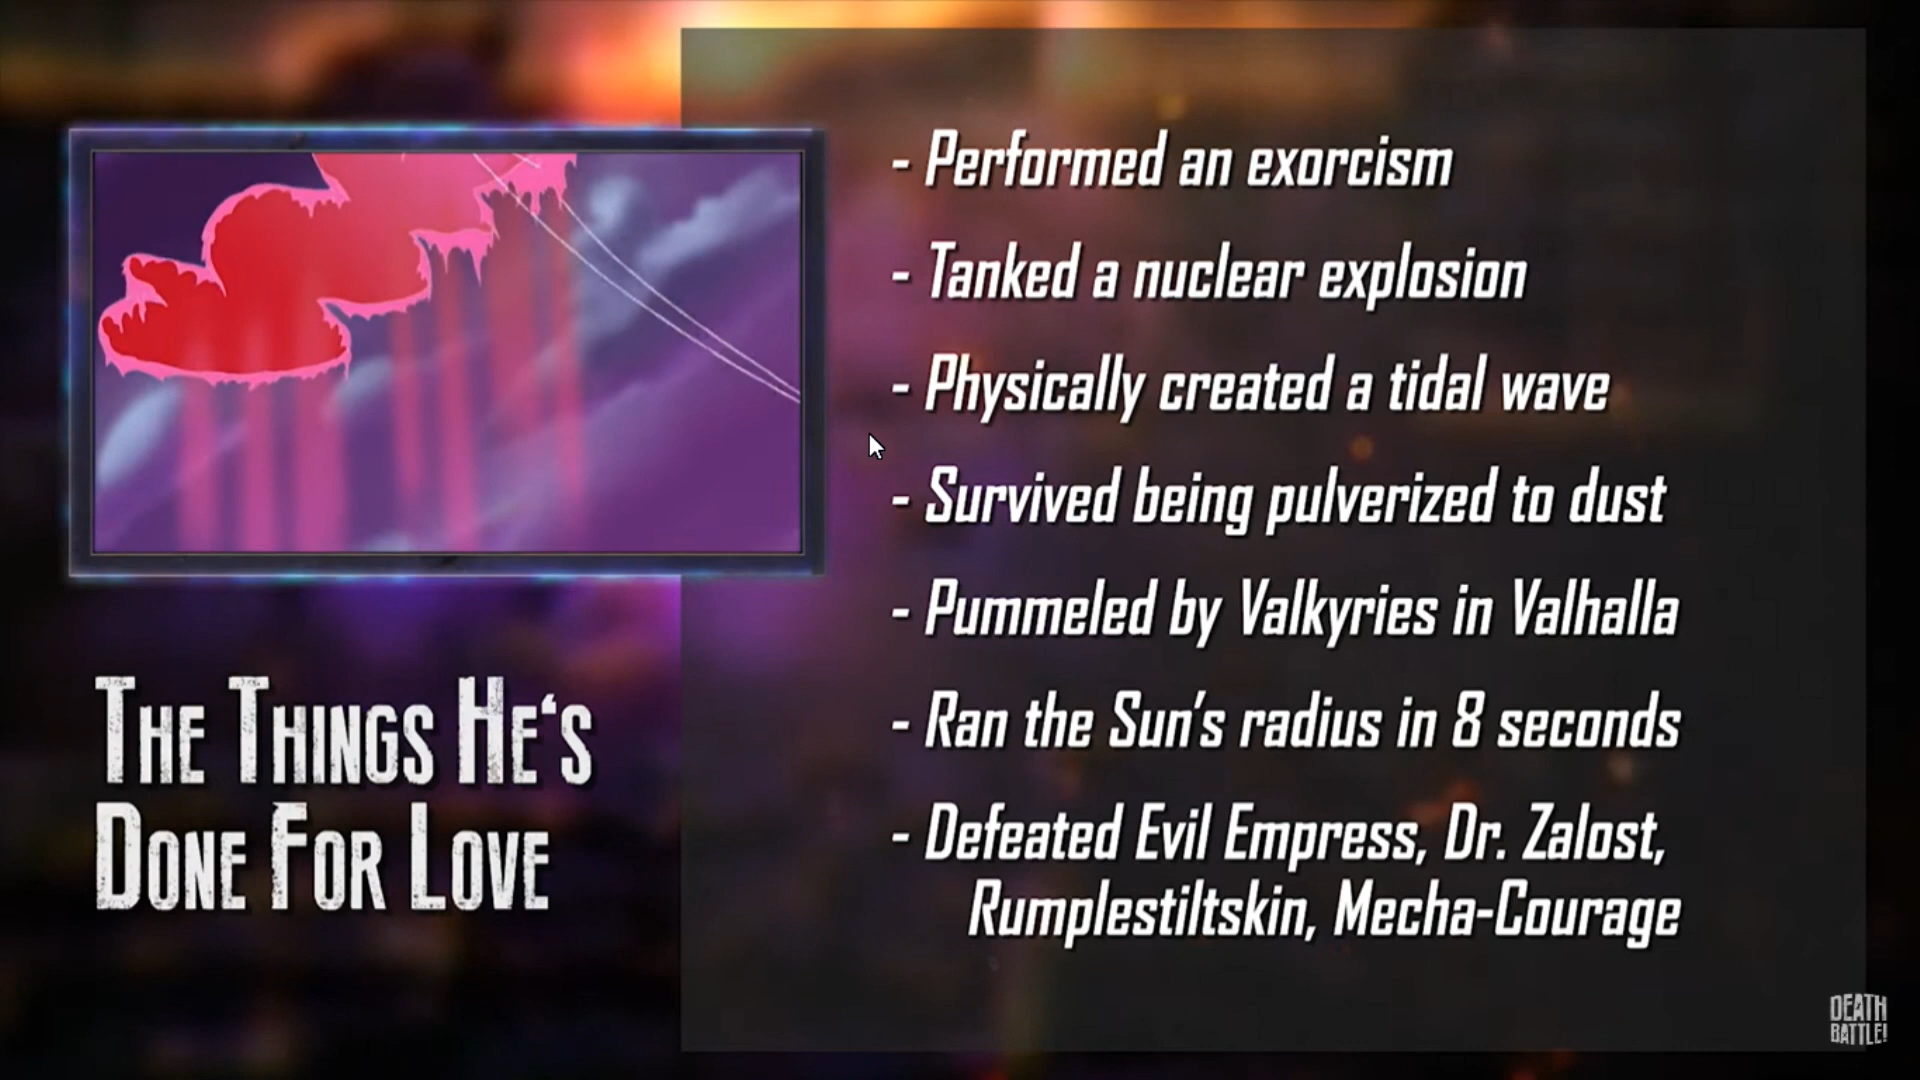 - Performed an exorcism
- Tanked a nuclear explosion
- Physically created a tidal wave
- Survived being pulverized to dust
- Pummeled by Valkyries in Valhalla
- Ran the Sun's radius in 8 seconds
- Defeated Evil Empress, Dr. Zalost,
Rumplestiltskin, Mecha-Courage
THE THINGS HE‘S
DONE FOR LOVE
DEATH
BATTLE!